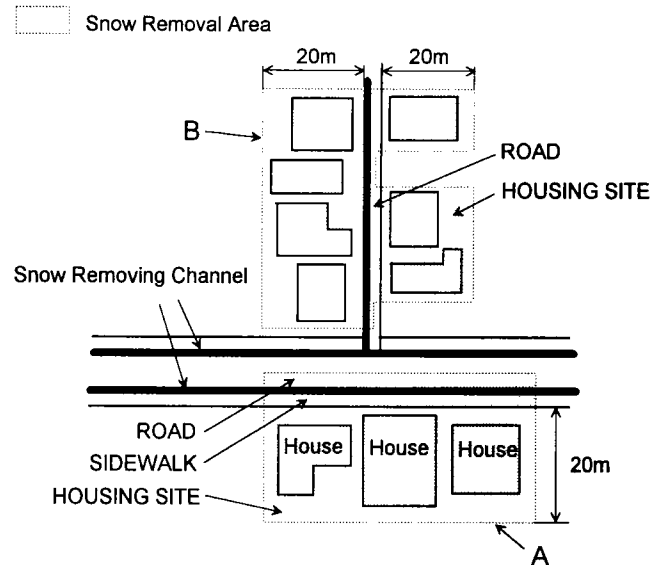 Snow Removal Area
20m
20m
B
ROAD
HOUSING SITE
Snow Removing Channel
ROAD
SIDEWALK
HOUSING SITE
House
House
House
20m
A